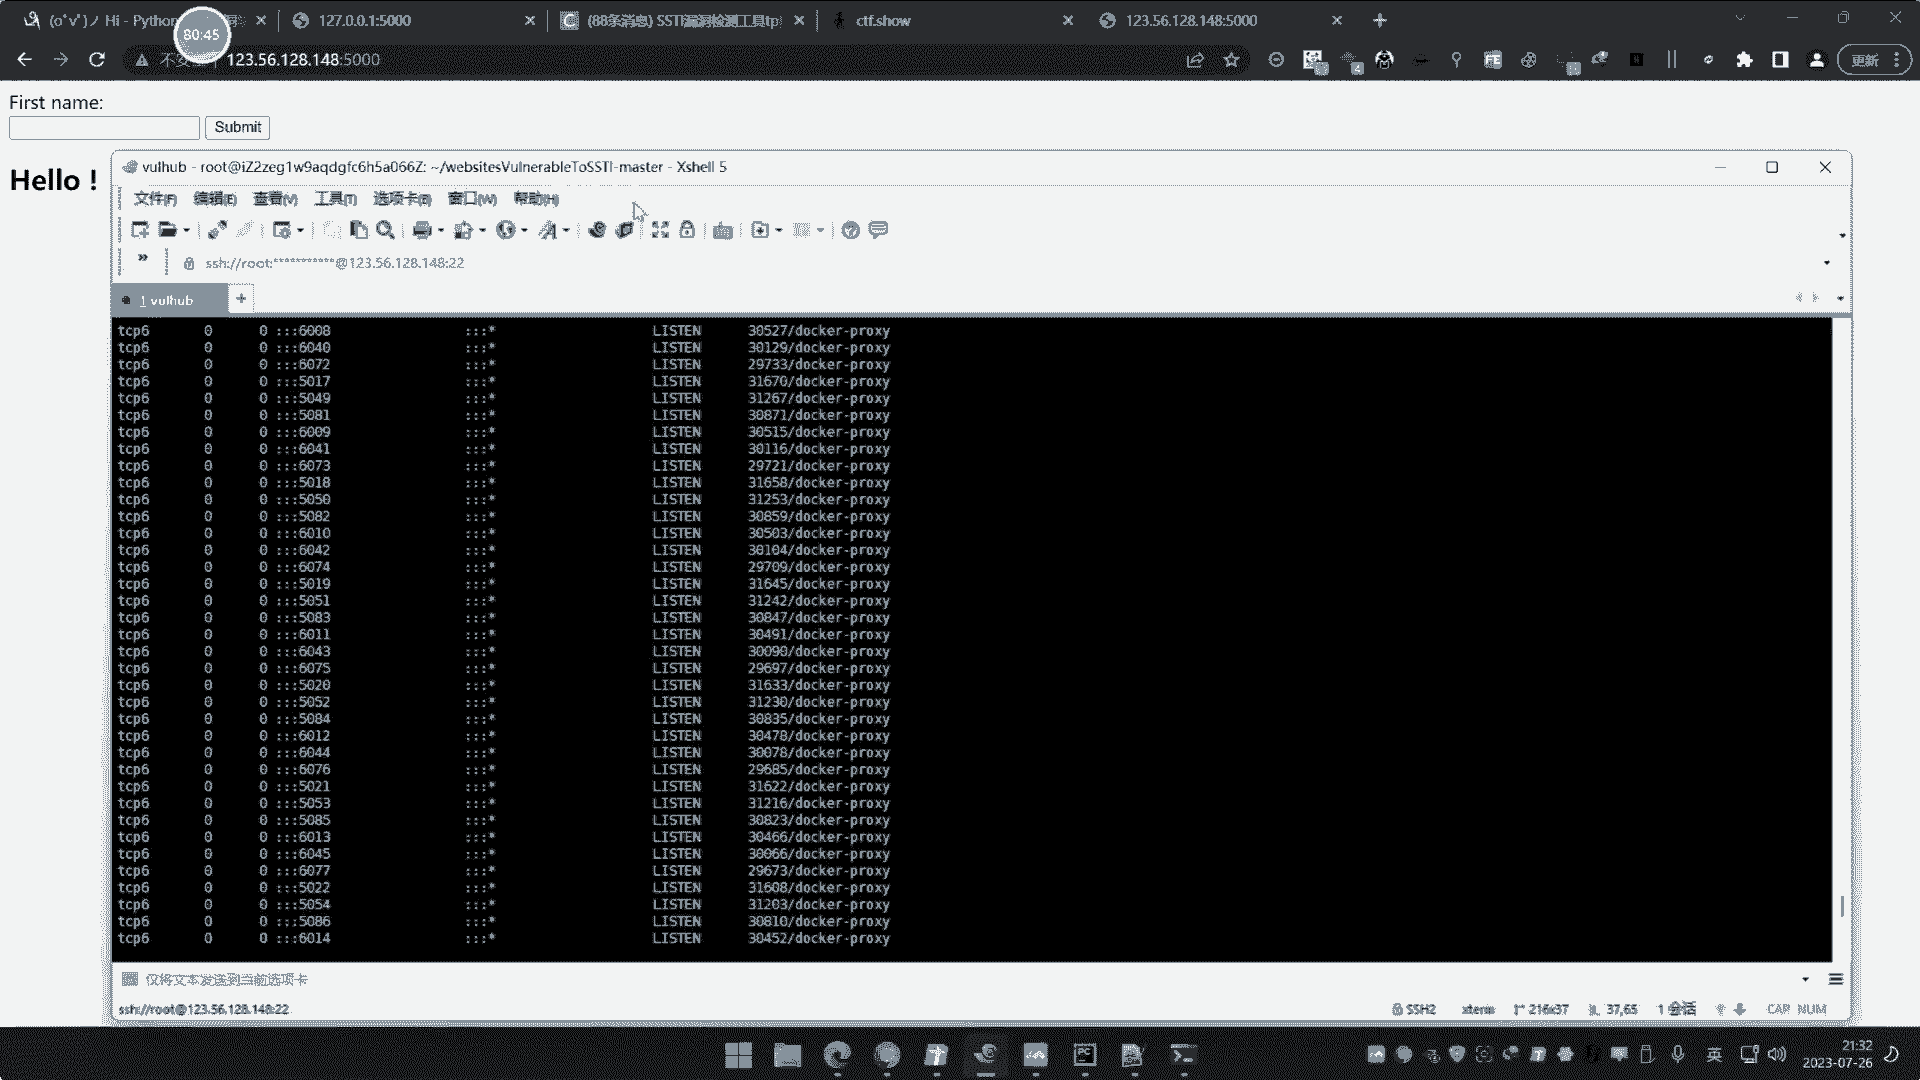 (o゚v゚)ノ Hi - Python
127.0.0.1:5000
(88条消息) SSTI漏洞检测工具tp
ctf.show
123.56.128.148:5000
80:45
123.56.128.148:5000
更新
First name:
Submit
Hello !
vulhub - root@iZ2zeg1w9aqdgfc6h5a066Z: ~/websitesVulnerableToSSTI-master - Xshell 5
文件(F) 编辑(E) 查看(V) 工具(T) 选项卡(B) 窗口(W) 帮助(H)
» ssh://root:***********@123.56.128.148:22
1 vulhub +
tcp6 0 0 :::6008 :::* LISTEN 30527/docker-proxy
tcp6 0 0 :::6040 :::* LISTEN 30129/docker-proxy
tcp6 0 0 :::6072 :::* LISTEN 29733/docker-proxy
tcp6 0 0 :::5017 :::* LISTEN 31670/docker-proxy
tcp6 0 0 :::5049 :::* LISTEN 31267/docker-proxy
tcp6 0 0 :::5081 :::* LISTEN 30871/docker-proxy
tcp6 0 0 :::6009 :::* LISTEN 30515/docker-proxy
tcp6 0 0 :::6041 :::* LISTEN 30116/docker-proxy
tcp6 0 0 :::6073 :::* LISTEN 29721/docker-proxy
tcp6 0 0 :::5018 :::* LISTEN 31658/docker-proxy
tcp6 0 0 :::5050 :::* LISTEN 31253/docker-proxy
tcp6 0 0 :::5082 :::* LISTEN 30859/docker-proxy
tcp6 0 0 :::6010 :::* LISTEN 30503/docker-proxy
tcp6 0 0 :::6042 :::* LISTEN 30104/docker-proxy
tcp6 0 0 :::6074 :::* LISTEN 29709/docker-proxy
tcp6 0 0 :::5019 :::* LISTEN 31645/docker-proxy
tcp6 0 0 :::5051 :::* LISTEN 31242/docker-proxy
tcp6 0 0 :::5083 :::* LISTEN 30847/docker-proxy
tcp6 0 0 :::6011 :::* LISTEN 30491/docker-proxy
tcp6 0 0 :::6043 :::* LISTEN 30090/docker-proxy
tcp6 0 0 :::6075 :::* LISTEN 29697/docker-proxy
tcp6 0 0 :::5020 :::* LISTEN 31633/docker-proxy
tcp6 0 0 :::5052 :::* LISTEN 31230/docker-proxy
tcp6 0 0 :::5084 :::* LISTEN 30835/docker-proxy
tcp6 0 0 :::6012 :::* LISTEN 30478/docker-proxy
tcp6 0 0 :::6044 :::* LISTEN 30078/docker-proxy
tcp6 0 0 :::6076 :::* LISTEN 29685/docker-proxy
tcp6 0 0 :::5021 :::* LISTEN 31622/docker-proxy
tcp6 0 0 :::5053 :::* LISTEN 31216/docker-proxy
tcp6 0 0 :::5085 :::* LISTEN 30823/docker-proxy
tcp6 0 0 :::6013 :::* LISTEN 30466/docker-proxy
tcp6 0 0 :::6045 :::* LISTEN 30066/docker-proxy
tcp6 0 0 :::6077 :::* LISTEN 29673/docker-proxy
tcp6 0 0 :::5022 :::* LISTEN 31608/docker-proxy
tcp6 0 0 :::5054 :::* LISTEN 31203/docker-proxy
tcp6 0 0 :::5086 :::* LISTEN 30810/docker-proxy
tcp6 0 0 :::6014 :::* LISTEN 30452/docker-proxy
仅将文本发送到当前选项卡
ssh://root@123.56.128.148:22 SSH2 xterm 216x37 37,65 1 会话 CAP NUM
英
21:32
2023-07-26